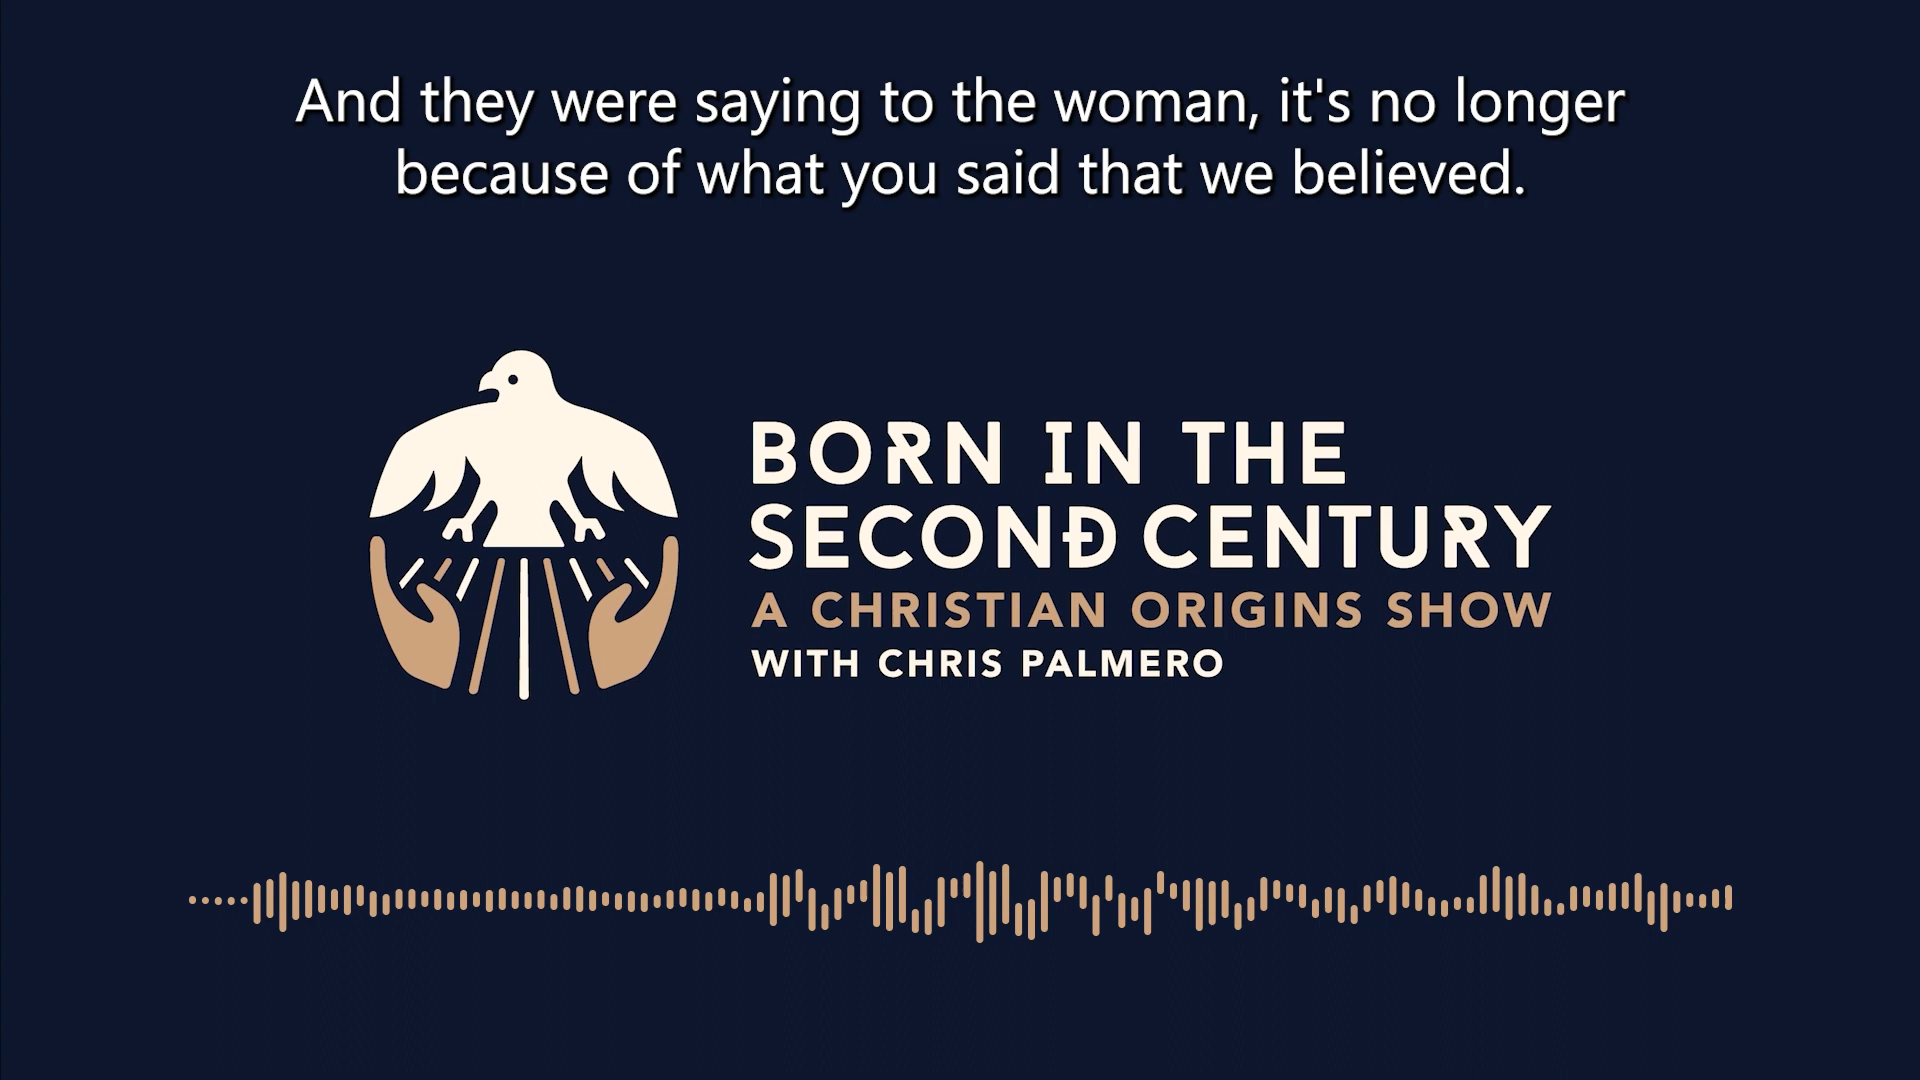 And they were saying to the woman, it's no longer
because of what you said that we believed.
BORN IN THE
SECOND CENTURY
A CHRISTIAN ORIGINS SHOW
WITH CHRIS PALMERO